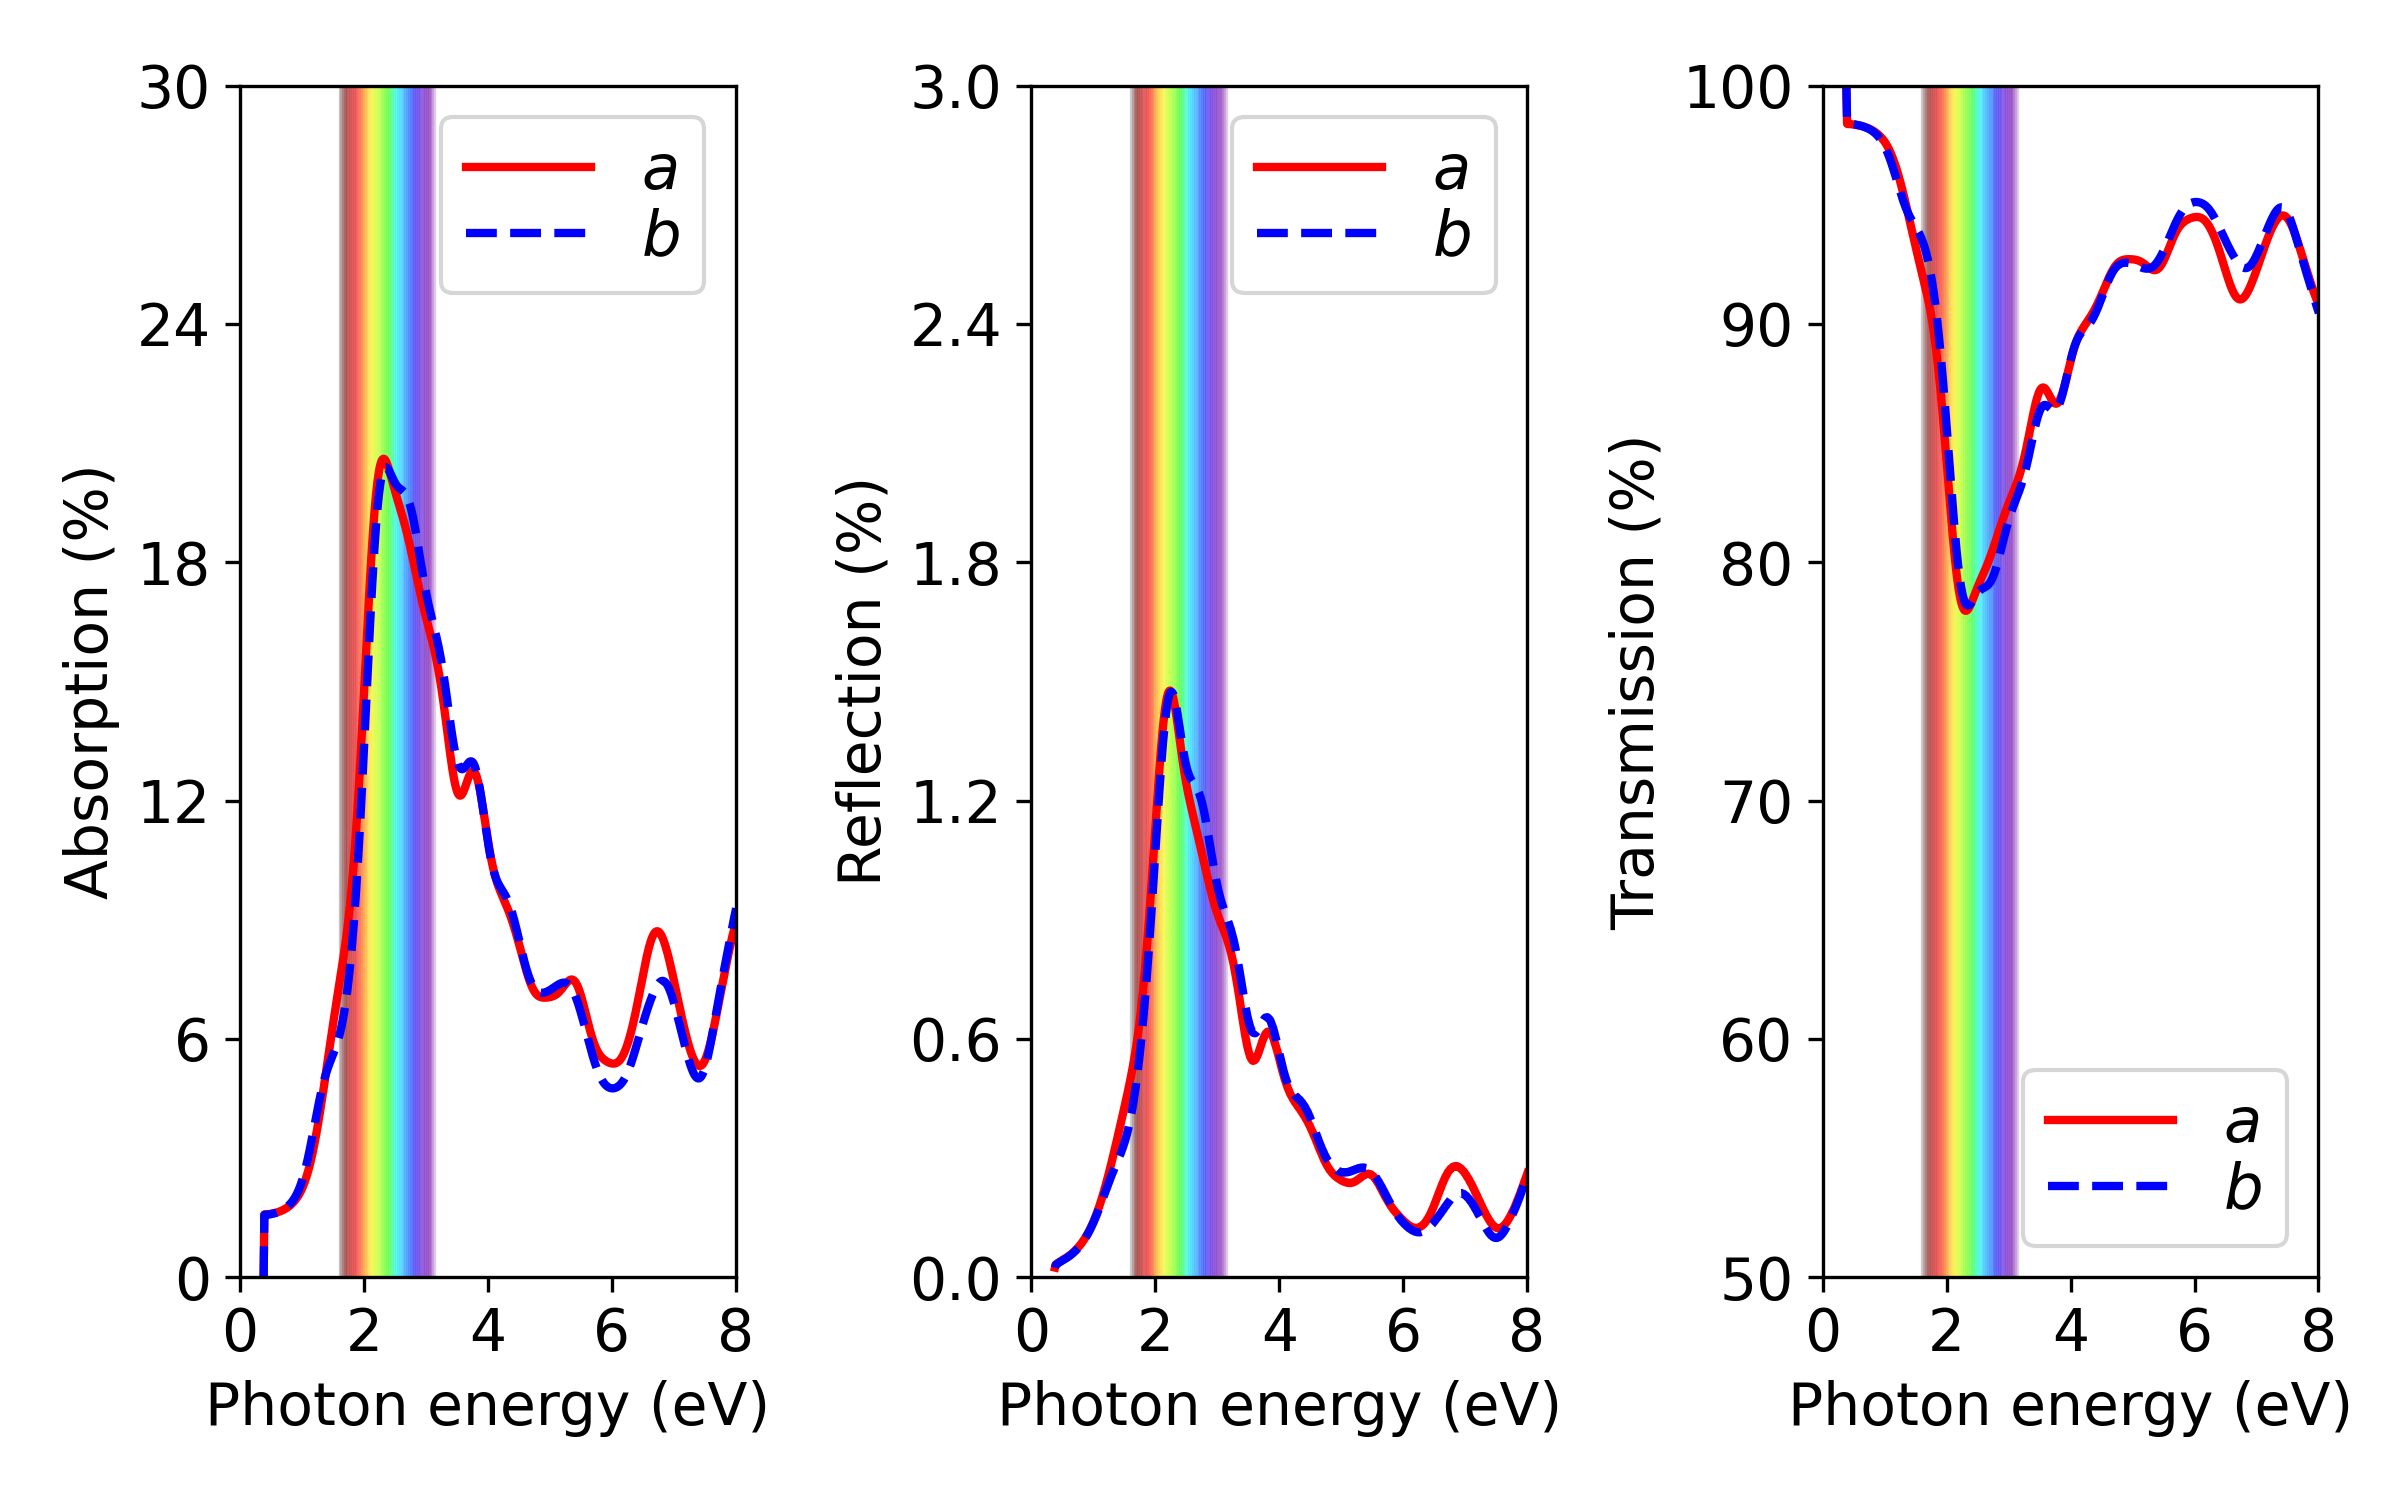 30
24
18
12
6
0
0 2 4 6 8
Absorption (%)
Photon energy (eV)
a
b
3.0
2.4
1.8
1.2
0.6
0.0
0 2 4 6 8
Reflection (%)
Photon energy (eV)
a
b
100
90
80
70
60
50
0 2 4 6 8
Transmission (%)
Photon energy (eV)
a
b